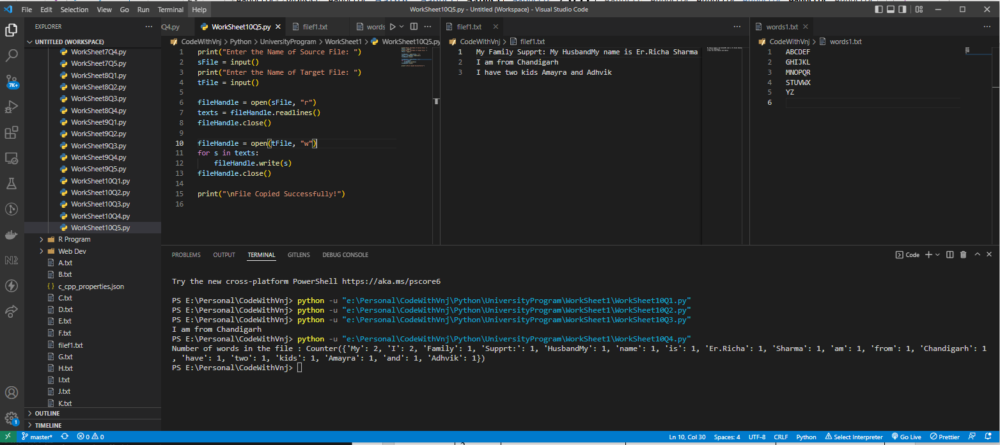 File Edit Selection View Go Run Terminal Help
WorkSheet10Q5.py - Untitled (Workspace) - Visual Studio Code
EXPLORER
UNTITLED (WORKSPACE)
WorkSheet7Q4.py
WorkSheet7Q5.py
WorkSheet8Q1.py
WorkSheet8Q2.py
WorkSheet8Q3.py
WorkSheet8Q4.py
WorkSheet9Q1.py
WorkSheet9Q2.py
WorkSheet9Q3.py
WorkSheet9Q4.py
WorkSheet9Q5.py
WorkSheet10Q1.py
WorkSheet10Q2.py
WorkSheet10Q3.py
WorkSheet10Q4.py
WorkSheet10Q5.py
R Program
Web Dev
A.txt
B.txt
{ } c_cpp_properties.json
C.txt
D.txt
E.txt
F.txt
filef1.txt
G.txt
H.txt
I.txt
J.txt
K.txt
OUTLINE
TIMELINE
7K+
1
Q4.py WorkSheet10Q5.py filef1.txt words
CodeWithVnj > Python > UniversityProgram > WorkSheet1 > WorkSheet10Q5.py
1 print("Enter the Name of Source File: ")
2 sFile = input()
3 print("Enter the Name of Target File: ")
4 tFile = input()
5
6 fileHandle = open(sFile, "r")
7 texts = fileHandle.readlines()
8 fileHandle.close()
9
10 fileHandle = open(tFile, "w")
11 for s in texts:
12 fileHandle.write(s)
13 fileHandle.close()
14
15 print("\nFile Copied Successfully!")
16
filef1.txt
CodeWithVnj > filef1.txt
1 My Family Supprt: My HusbandMy name is Er.Richa Sharma
2 I am from Chandigarh
3 I have two kids Amayra and Adhvik
words1.txt
CodeWithVnj > words1.txt
1 ABCDEF
2 GHIJKL
3 MNOPQR
4 STUVWX
5 YZ
6
PROBLEMS OUTPUT TERMINAL GITLENS DEBUG CONSOLE
Code
Try the new cross-platform PowerShell https://aka.ms/pscore6
PS E:\Personal\CodeWithVnj> python -u "e:\Personal\CodeWithVnj\Python\UniversityProgram\WorkSheet1\WorkSheet10Q1.py"
PS E:\Personal\CodeWithVnj> python -u "e:\Personal\CodeWithVnj\Python\UniversityProgram\WorkSheet1\WorkSheet10Q2.py"
PS E:\Personal\CodeWithVnj> python -u "e:\Personal\CodeWithVnj\Python\UniversityProgram\WorkSheet1\WorkSheet10Q3.py"
I am from Chandigarh
PS E:\Personal\CodeWithVnj> python -u "e:\Personal\CodeWithVnj\Python\UniversityProgram\WorkSheet1\WorkSheet10Q4.py"
Number of words in the file : Counter({'My': 2, 'I': 2, 'Family': 1, 'Supprt:': 1, 'HusbandMy': 1, 'name': 1, 'is': 1, 'Er.Richa': 1, 'Sharma': 1, 'am': 1, 'from': 1, 'Chandigarh': 1
, 'have': 1, 'two': 1, 'kids': 1, 'Amayra': 1, 'and': 1, 'Adhvik': 1})
PS E:\Personal\CodeWithVnj>
master* 0 0
Ln 10, Col 30 Spaces: 4 UTF-8 CRLF Python Select Interpreter Go Live Prettier